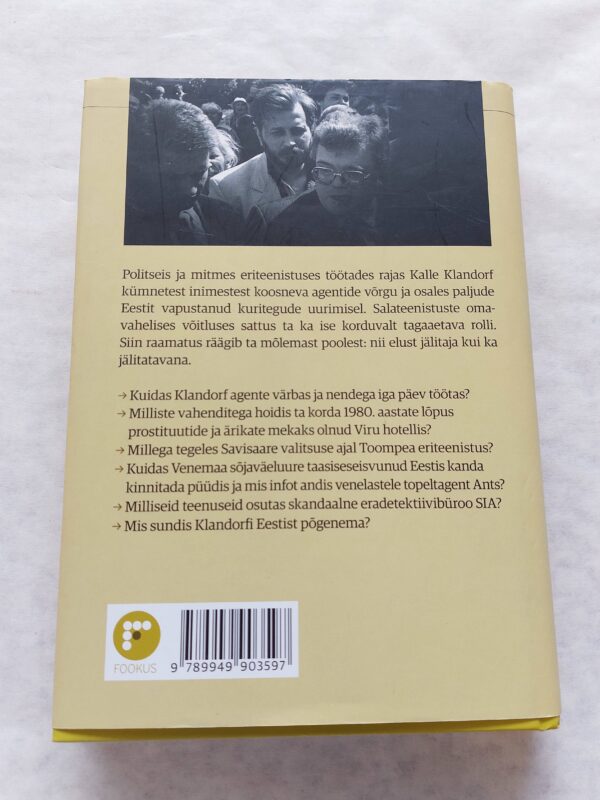 Politseis ja mitmes eriteenistuses töötades rajas Kalle Klandorf
kümnetest inimestest koosneva agentide võrgu ja osales paljude
Eestit vapustanud kuritegude uurimisel. Salateenistuste oma-
vahelises võitluses sattus ta ka ise korduvalt tagaaetava rolli.
Siin raamatus räägib ta mõlemast poolest: nii elust jälitaja kui ka
jälitatavana.
→ Kuidas Klandorf agente värbas ja nendega iga päev töötas?
→ Milliste vahenditega hoidis ta korda 1980. aastate lõpus
prostituutide ja ärikate mekaks olnud Viru hotellis?
→ Millega tegeles Savisaare valitsuse ajal Toompea eriteenistus?
→ Kuidas Venemaa sõjaväeluure taasiseseisvunud Eestis kanda
kinnitada püüdis ja mis infot andis venelastele topeltagent Ants?
→ Milliseid teenuseid osutas skandaalne eradetektiivibüroo SIA?
→ Mis sundis Klandorfi Eestist põgenema?
FOOKUS
9 789949 903597